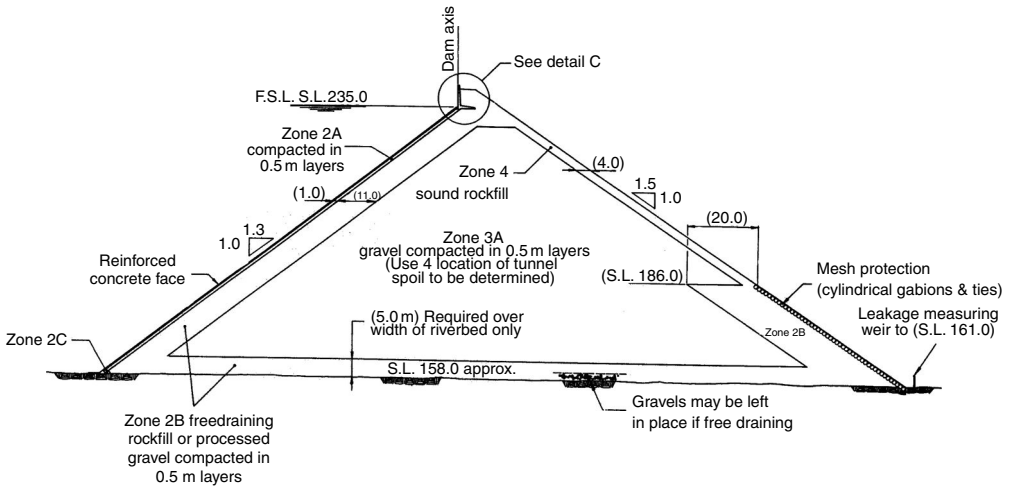 Dam axis
See detail C
F.S.L. S.L.235.0
Zone 2A
compacted in
0.5 m layers
Zone 4
sound rockfill
(4.0)
1.5
1.0
(1.0)
(11.0)
(20.0)
1.3
1.0
Zone 3A
gravel compacted in 0.5 m layers
(Use 4 location of tunnel
spoil to be determined)
Reinforced
concrete face
(S.L. 186.0)
Mesh protection
(cylindrical gabions & ties)
Leakage measuring
weir to (S.L. 161.0)
(5.0 m) Required over
width of riverbed only
Zone 2B
Zone 2C
S.L. 158.0 approx.
Gravels may be left
in place if free draining
Zone 2B freedraining
rockfill or processed
gravel compacted in
0.5 m layers